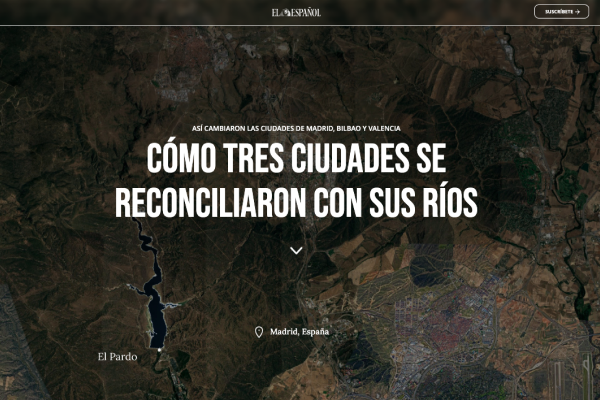 EL ESPAÑOL
SUSCRÍBETE →
ASÍ CAMBIARON LAS CIUDADES DE MADRID, BILBAO Y VALENCIA
CÓMO TRES CIUDADES SE
RECONCILIARON CON SUS RÍOS
Madrid, España
El Pardo